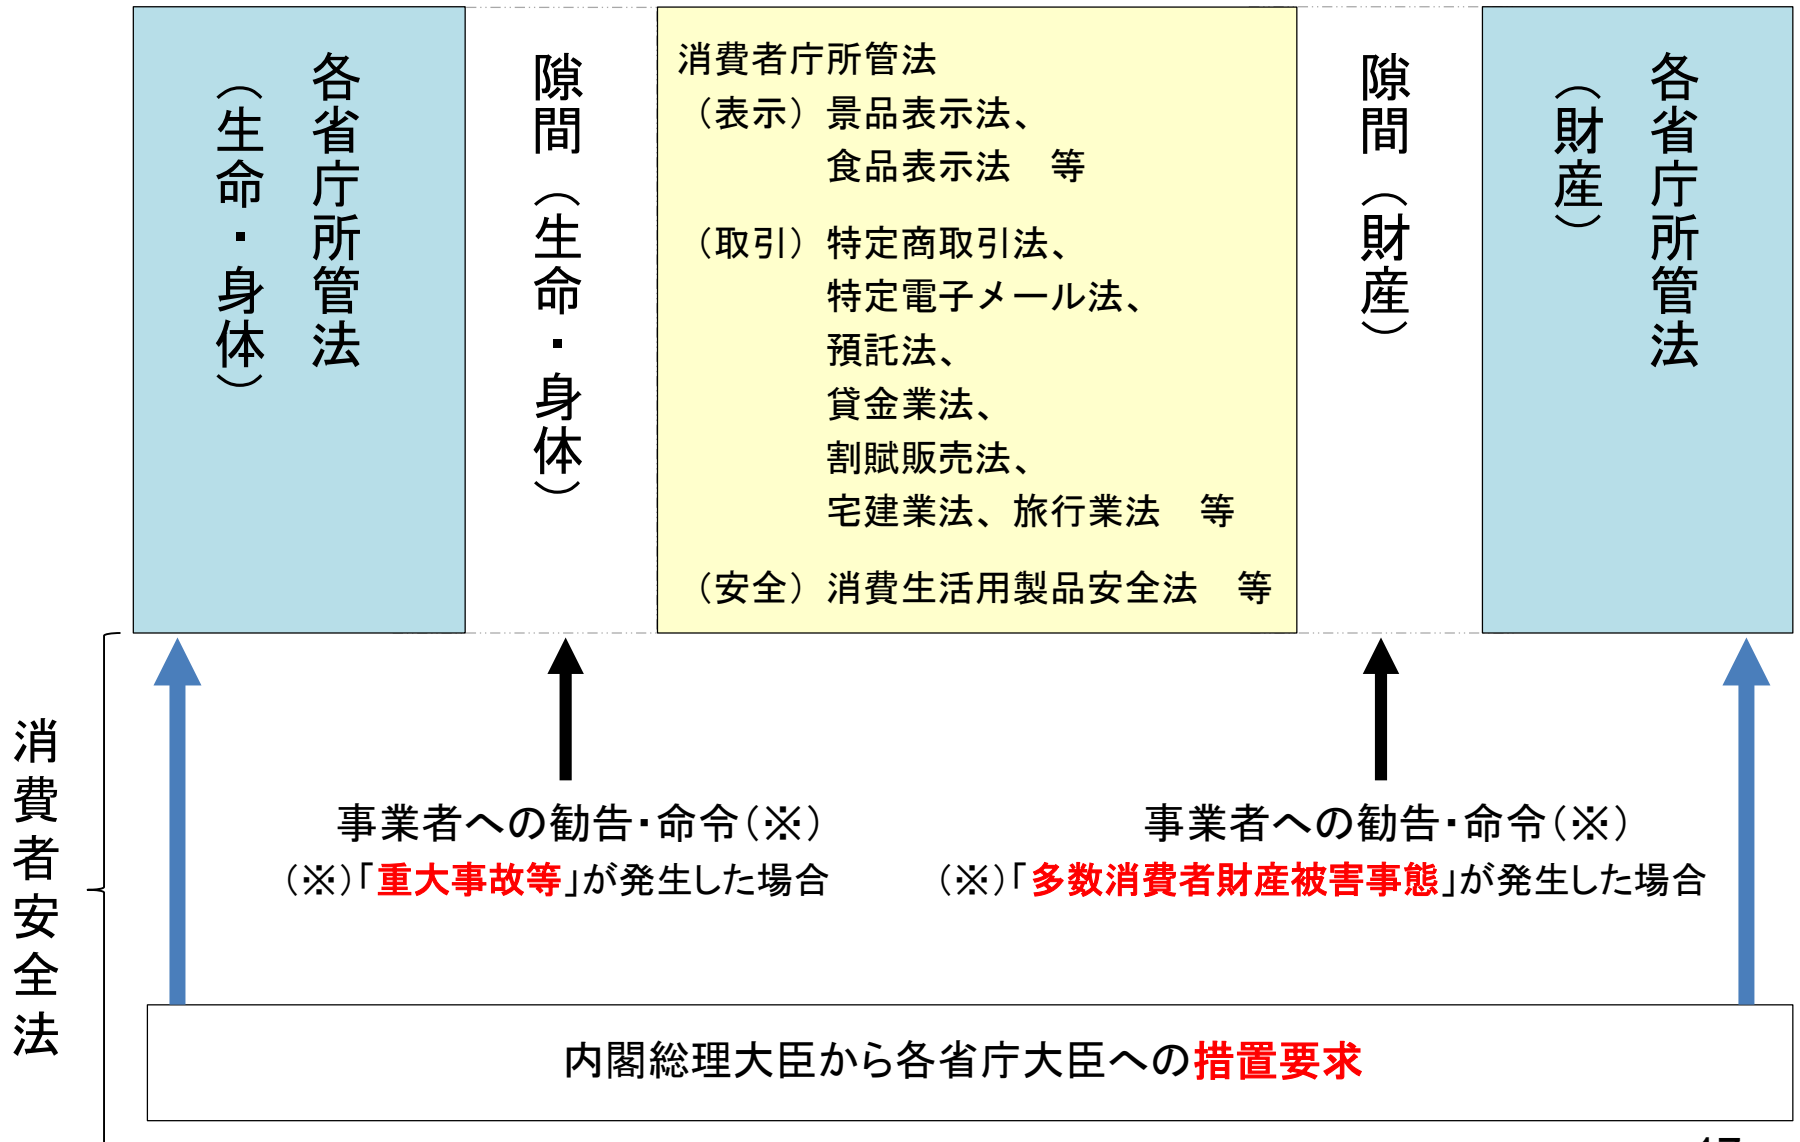 各省庁所管法
（生命・身体）
隙間（生命・身体）
消費者庁所管法
（表示）景品表示法、
食品表示法　等
（取引）特定商取引法、
特定電子メール法、
預託法、
貸金業法、
割賦販売法、
宅建業法、旅行業法　等
（安全）消費生活用製品安全法　等
隙間（財産）
各省庁所管法
（財産）
消費者安全法
事業者への勧告・命令（※）
（※）「重大事故等」が発生した場合
事業者への勧告・命令（※）
（※）「多数消費者財産被害事態」が発生した場合
内閣総理大臣から各省庁大臣への措置要求